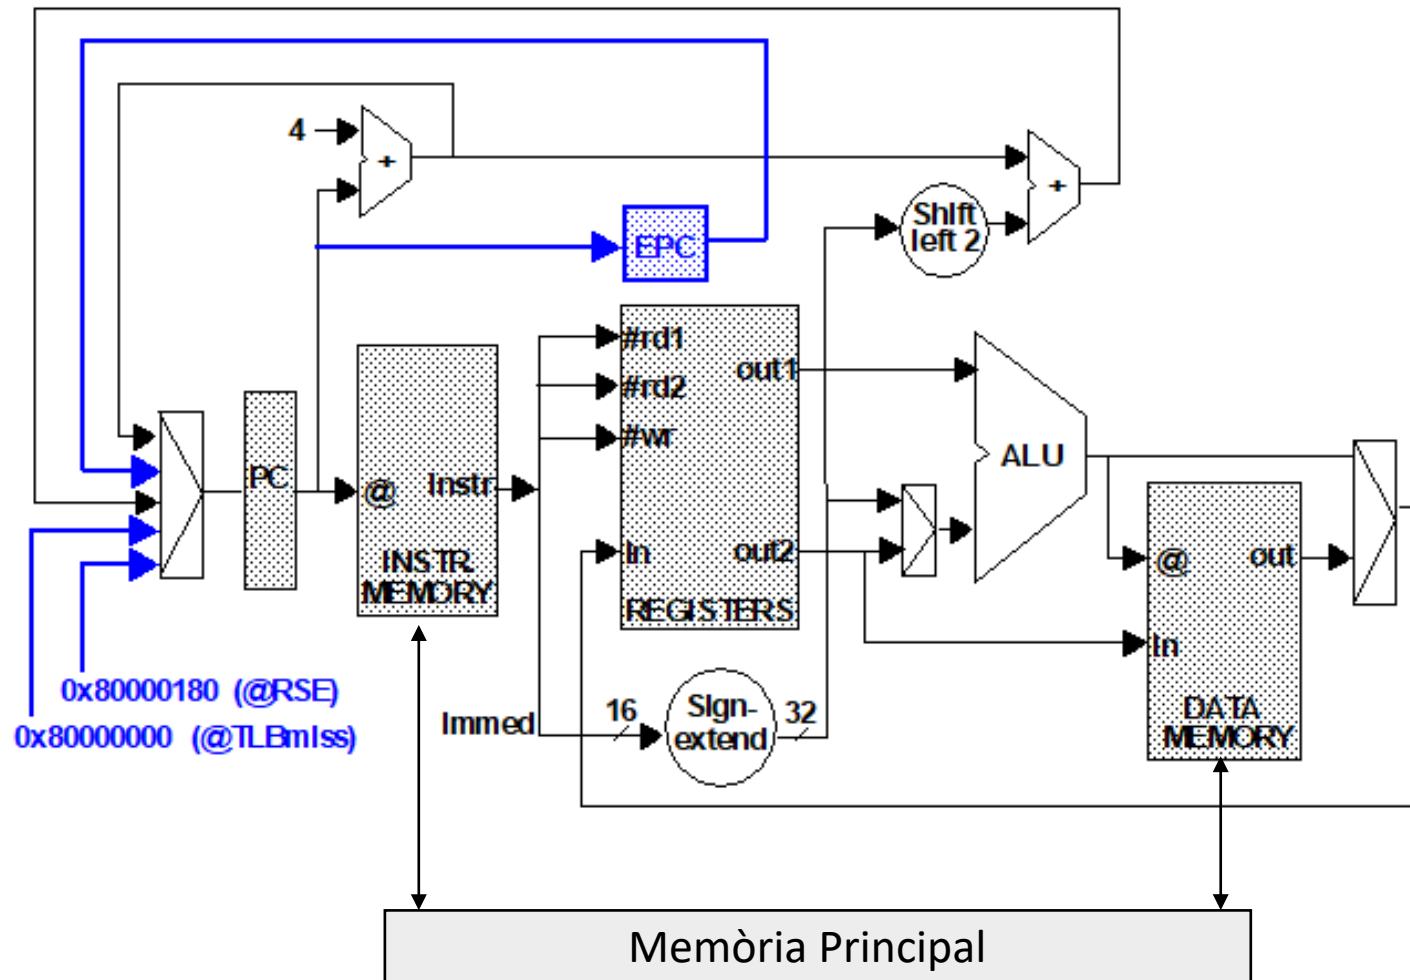 4
+
+
Shift
left 2
EPC
#rd1
#rd2
#wr
In
out1
out2
REGISTERS
PC
@
Instr
INSTR.
MEMORY
ALU
@
out
In
DATA
MEMORY
0x80000180 (@RSE)
0x80000000 (@TLBmiss)
Immed
16
Sign-
extend
32
Memòria Principal